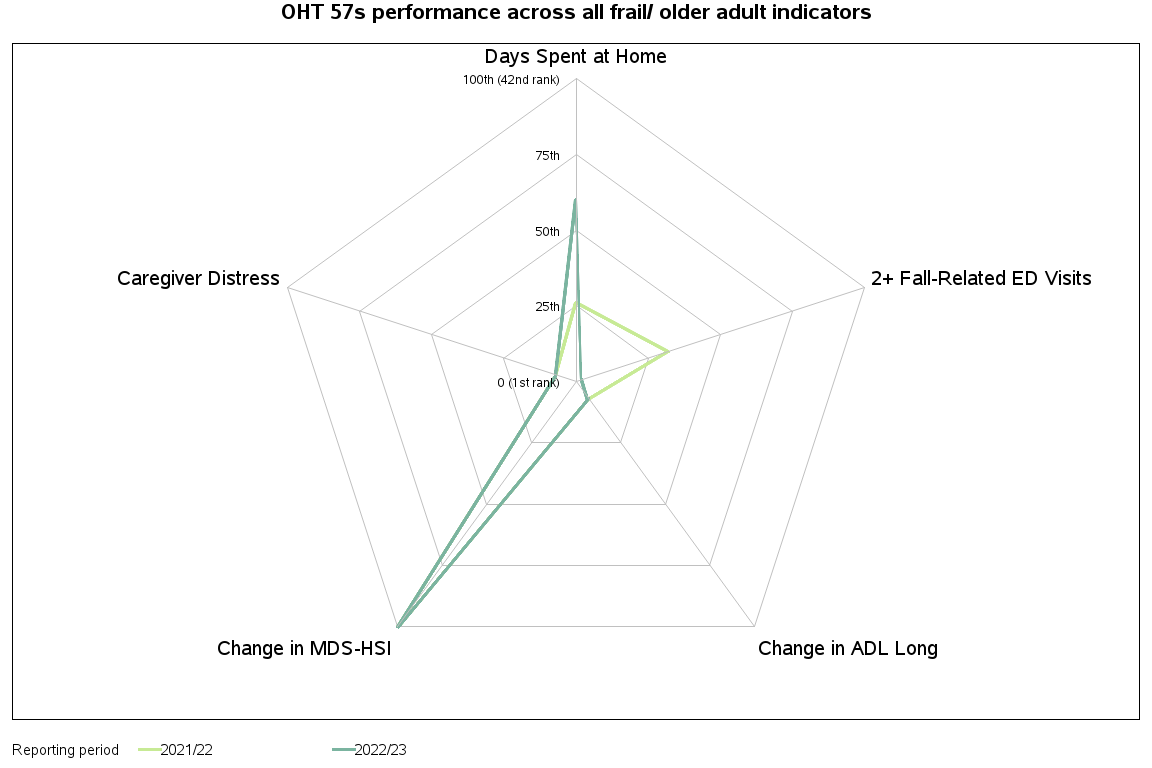 OHT 57s performance across all frail/ older adult indicators
Days Spent at Home
100th (42nd rank)
75th
50th
25th
0 (1st rank)
Caregiver Distress
2+ Fall-Related ED Visits
Change in MDS-HSI
Change in ADL Long
Reporting period
2021/22
2022/23